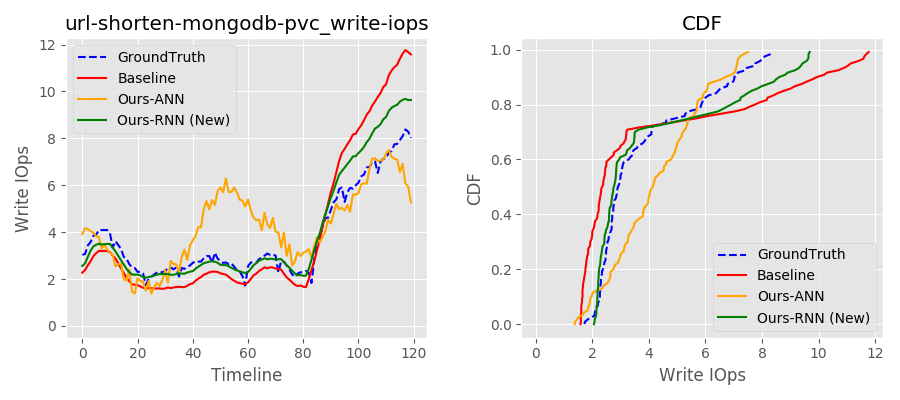 url-shorten-mongodb-pvc_write-iops
12
10
8
6
4
2
0
Write IOps
0
20
40
60
80
100
120
Timeline
GroundTruth
Baseline
Ours-ANN
Ours-RNN (New)
CDF
1.0
0.8
0.6
0.4
0.2
0.0
CDF
0
2
4
6
8
10
12
Write IOps
GroundTruth
Baseline
Ours-ANN
Ours-RNN (New)